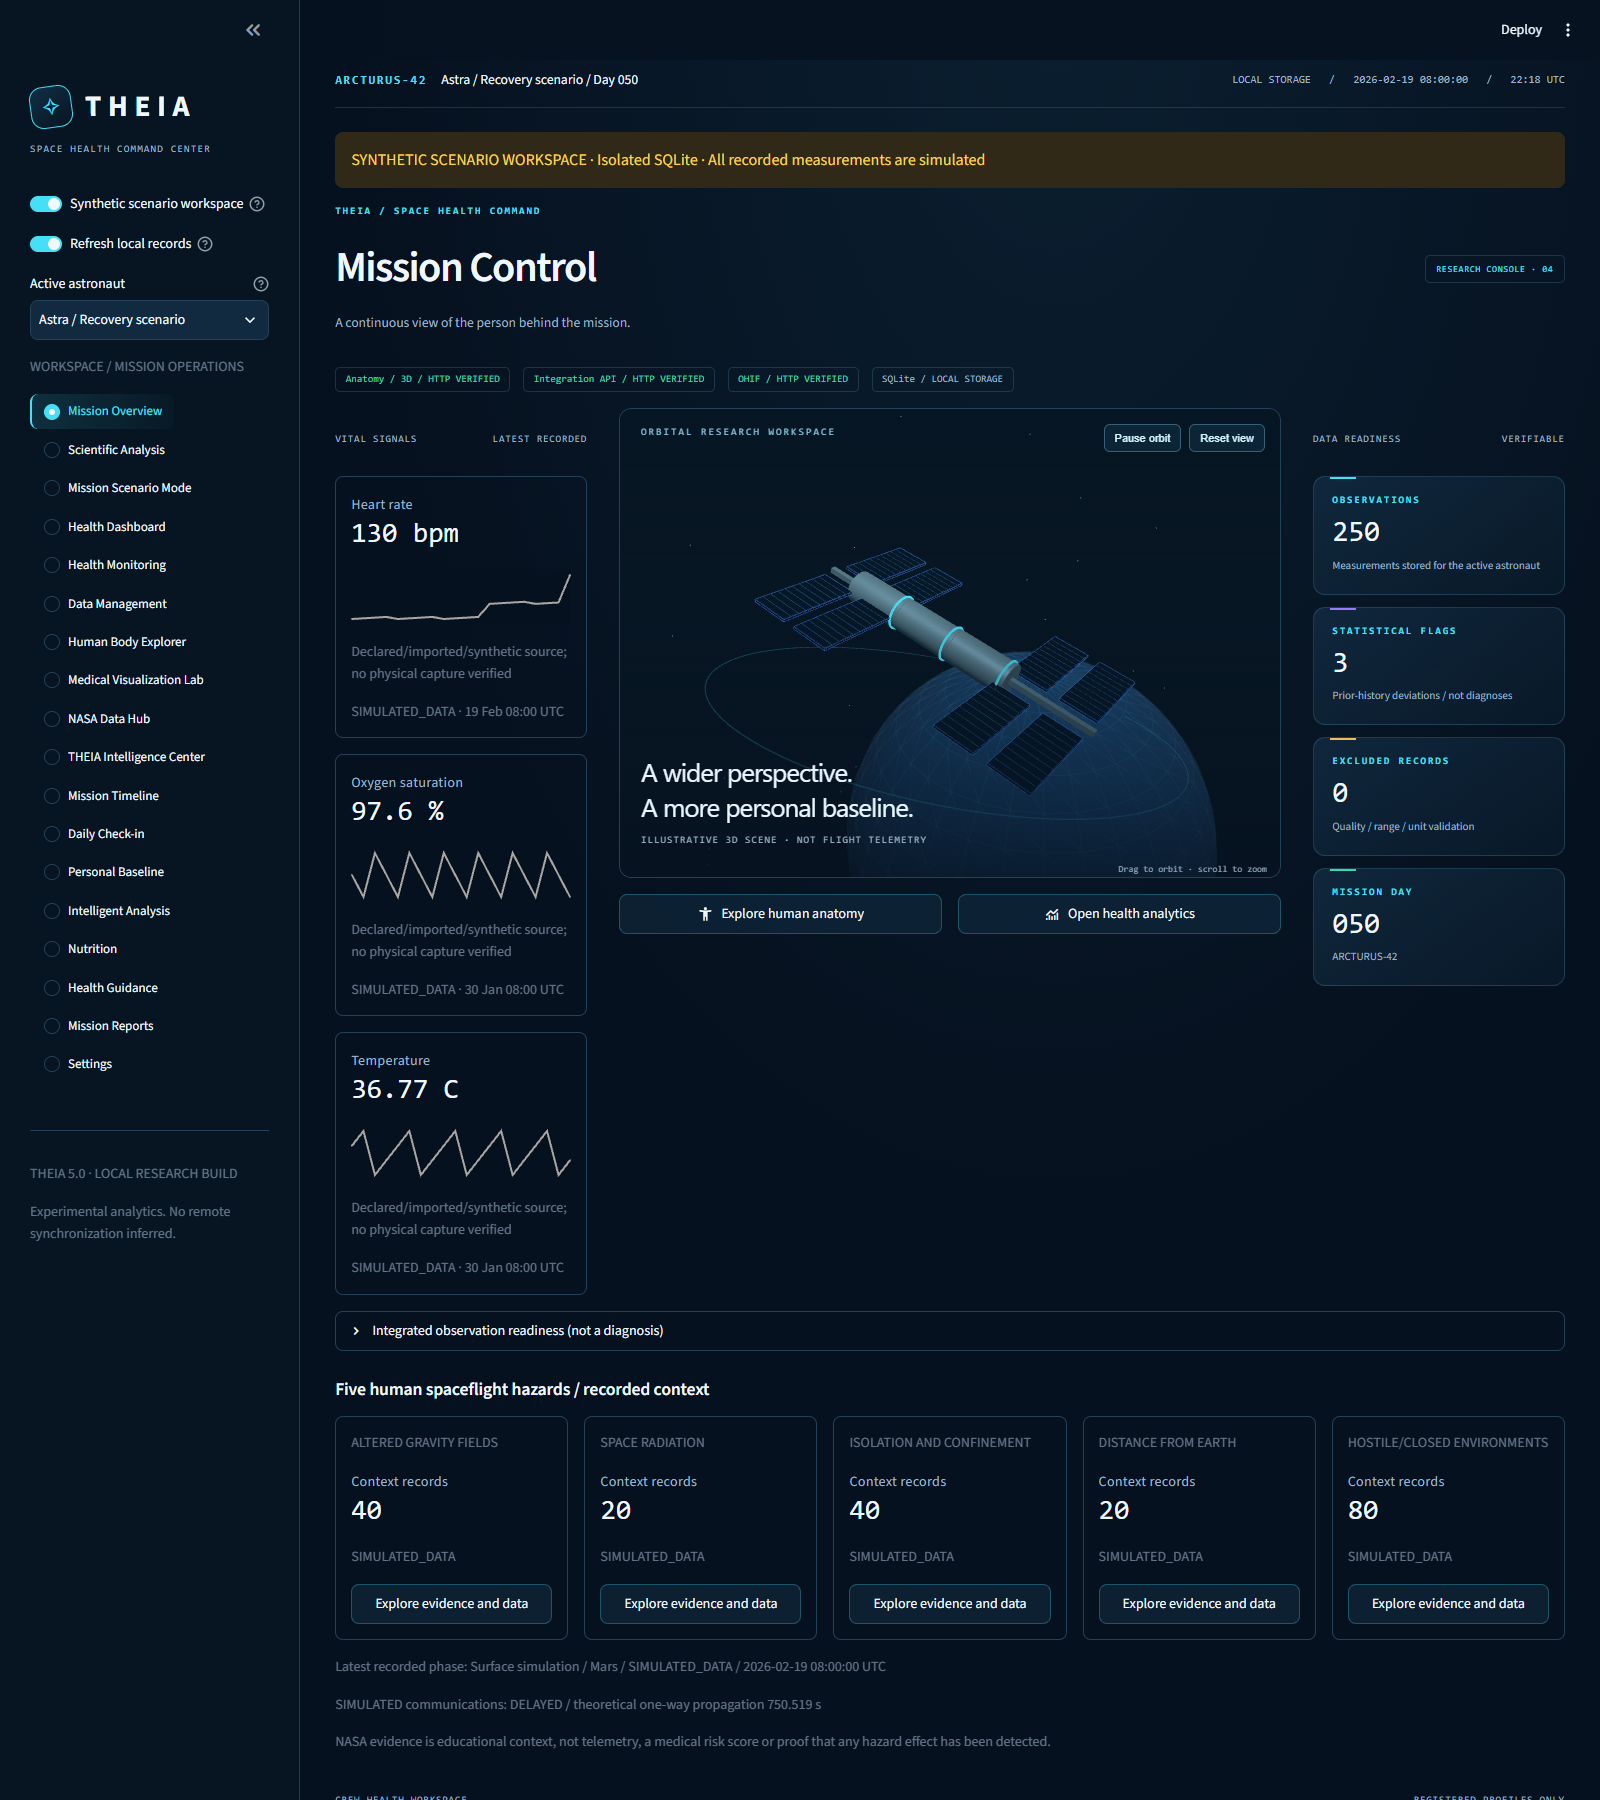 Deploy
THEIA
SPACE HEALTH COMMAND CENTER
Synthetic scenario workspace
Refresh local records
Active astronaut
Astra / Recovery scenario
WORKSPACE / MISSION OPERATIONS
Mission Overview
Scientific Analysis
Mission Scenario Mode
Health Dashboard
Health Monitoring
Data Management
Human Body Explorer
Medical Visualization Lab
NASA Data Hub
THEIA Intelligence Center
Mission Timeline
Daily Check-in
Personal Baseline
Intelligent Analysis
Nutrition
Health Guidance
Mission Reports
Settings
THEIA 5.0 · LOCAL RESEARCH BUILD
Experimental analytics. No remote
synchronization inferred.
ARCTURUS-42 Astra / Recovery scenario / Day 050
LOCAL STORAGE / 2026-02-19 08:00:00 / 22:18 UTC
SYNTHETIC SCENARIO WORKSPACE · Isolated SQLite · All recorded measurements are simulated
THEIA / SPACE HEALTH COMMAND
Mission Control
RESEARCH CONSOLE · 04
A continuous view of the person behind the mission.
Anatomy / 3D / HTTP VERIFIED
Integration API / HTTP VERIFIED
OHIF / HTTP VERIFIED
SQLite / LOCAL STORAGE
VITAL SIGNALS
LATEST RECORDED
Heart rate
130 bpm
Declared/imported/synthetic source;
no physical capture verified
SIMULATED_DATA · 19 Feb 08:00 UTC
Oxygen saturation
97.6 %
Declared/imported/synthetic source;
no physical capture verified
SIMULATED_DATA · 30 Jan 08:00 UTC
Temperature
36.77 C
Declared/imported/synthetic source;
no physical capture verified
SIMULATED_DATA · 30 Jan 08:00 UTC
ORBITAL RESEARCH WORKSPACE
Pause orbit
Reset view
A wider perspective.
A more personal baseline.
ILLUSTRATIVE 3D SCENE · NOT FLIGHT TELEMETRY
Drag to orbit · scroll to zoom
Explore human anatomy
Open health analytics
DATA READINESS
VERIFIABLE
OBSERVATIONS
250
Measurements stored for the active astronaut
STATISTICAL FLAGS
3
Prior-history deviations / not diagnoses
EXCLUDED RECORDS
0
Quality / range / unit validation
MISSION DAY
050
ARCTURUS-42
Integrated observation readiness (not a diagnosis)
Five human spaceflight hazards / recorded context
ALTERED GRAVITY FIELDS
Context records
40
SIMULATED_DATA
Explore evidence and data
SPACE RADIATION
Context records
20
SIMULATED_DATA
Explore evidence and data
ISOLATION AND CONFINEMENT
Context records
40
SIMULATED_DATA
Explore evidence and data
DISTANCE FROM EARTH
Context records
20
SIMULATED_DATA
Explore evidence and data
HOSTILE/CLOSED ENVIRONMENTS
Context records
80
SIMULATED_DATA
Explore evidence and data
Latest recorded phase: Surface simulation / Mars / SIMULATED_DATA / 2026-02-19 08:00:00 UTC
SIMULATED communications: DELAYED / theoretical one-way propagation 750.519 s
NASA evidence is educational context, not telemetry, a medical risk score or proof that any hazard effect has been detected.
CREW HEALTH WORKSPACE
REGISTERED PROFILES ONLY